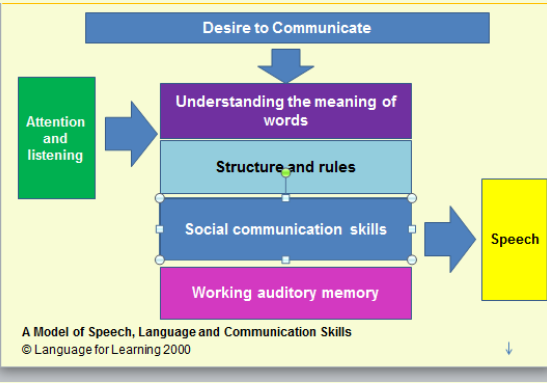 Desire to Communicate
Attention
and
listening
Understanding the meaning of
words
Structure and rules
Social communication skills
Working auditory memory
Speech
A Model of Speech, Language and Communication Skills
© Language for Learning 2000